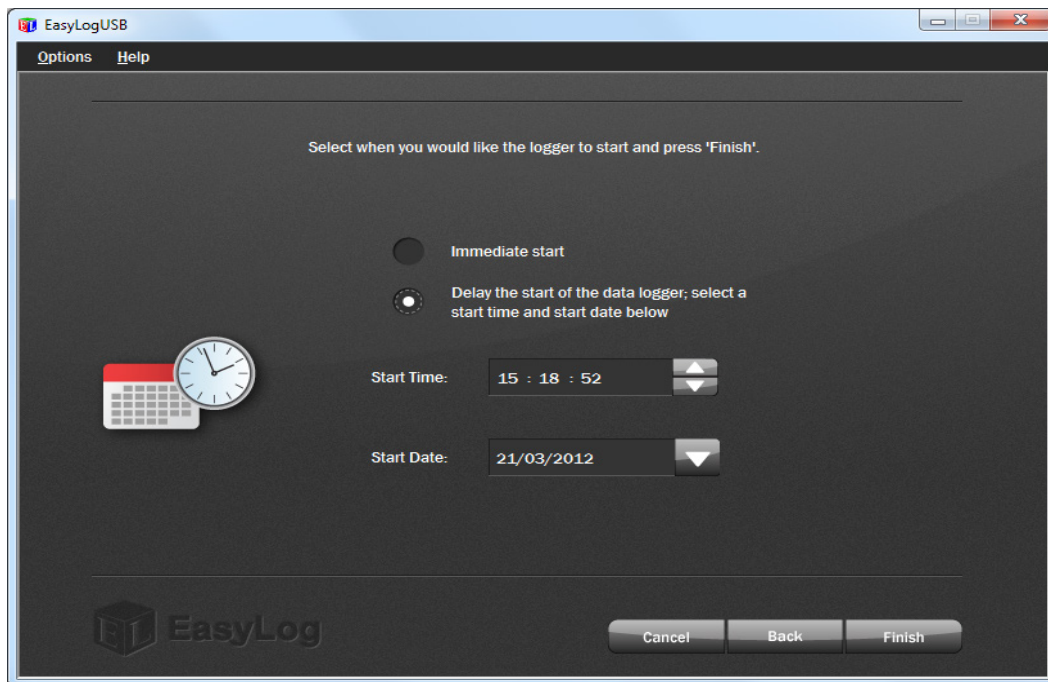 EasyLogUSB
Options Help
Select when you would like the logger to start and press 'Finish'.
Immediate start
Delay the start of the data logger; select a
start time and start date below
Start Time: 15 : 18 : 52
Start Date: 21/03/2012
EL EasyLog
Cancel Back Finish